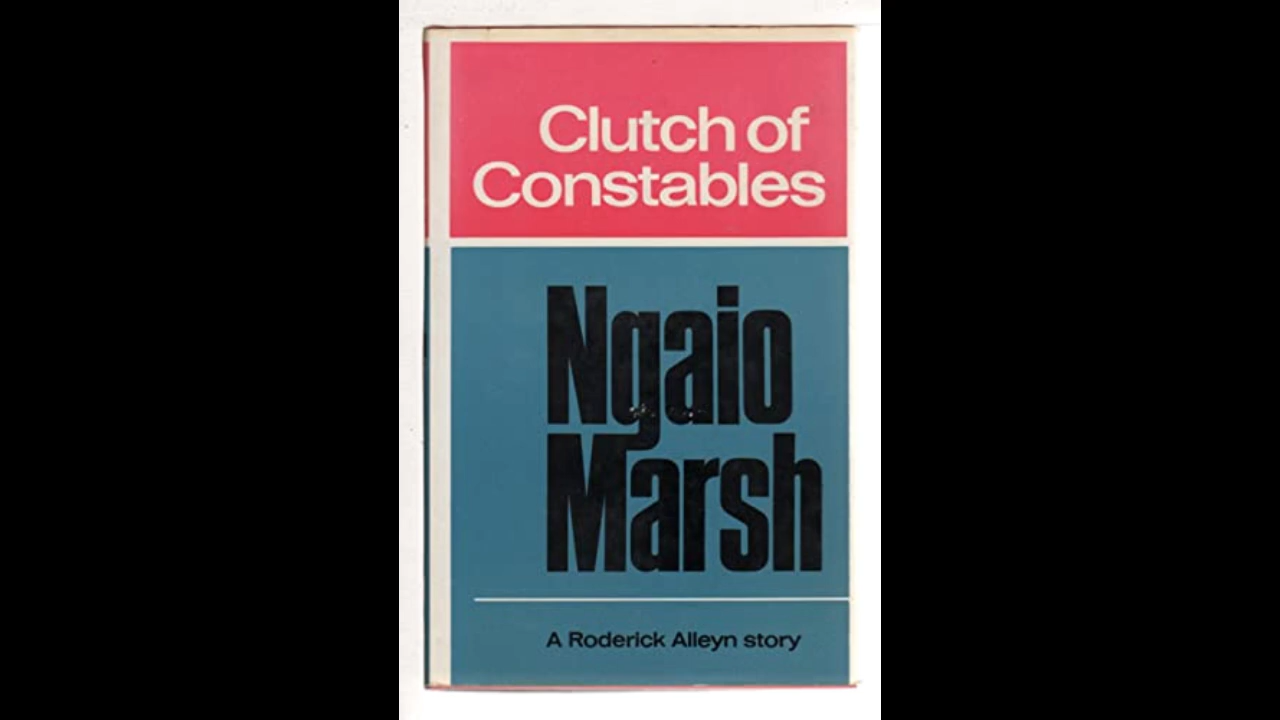 Clutch of
Constables
Ngaio
Marsh
A Roderick Alleyn story